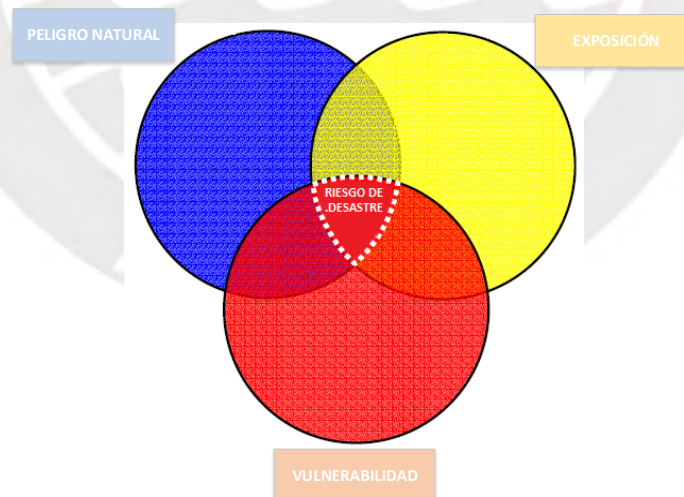 PELIGRO NATURAL
EXPOSICIÓN
RIESGO DE
.DESASTRE
VULNERABILIDAD